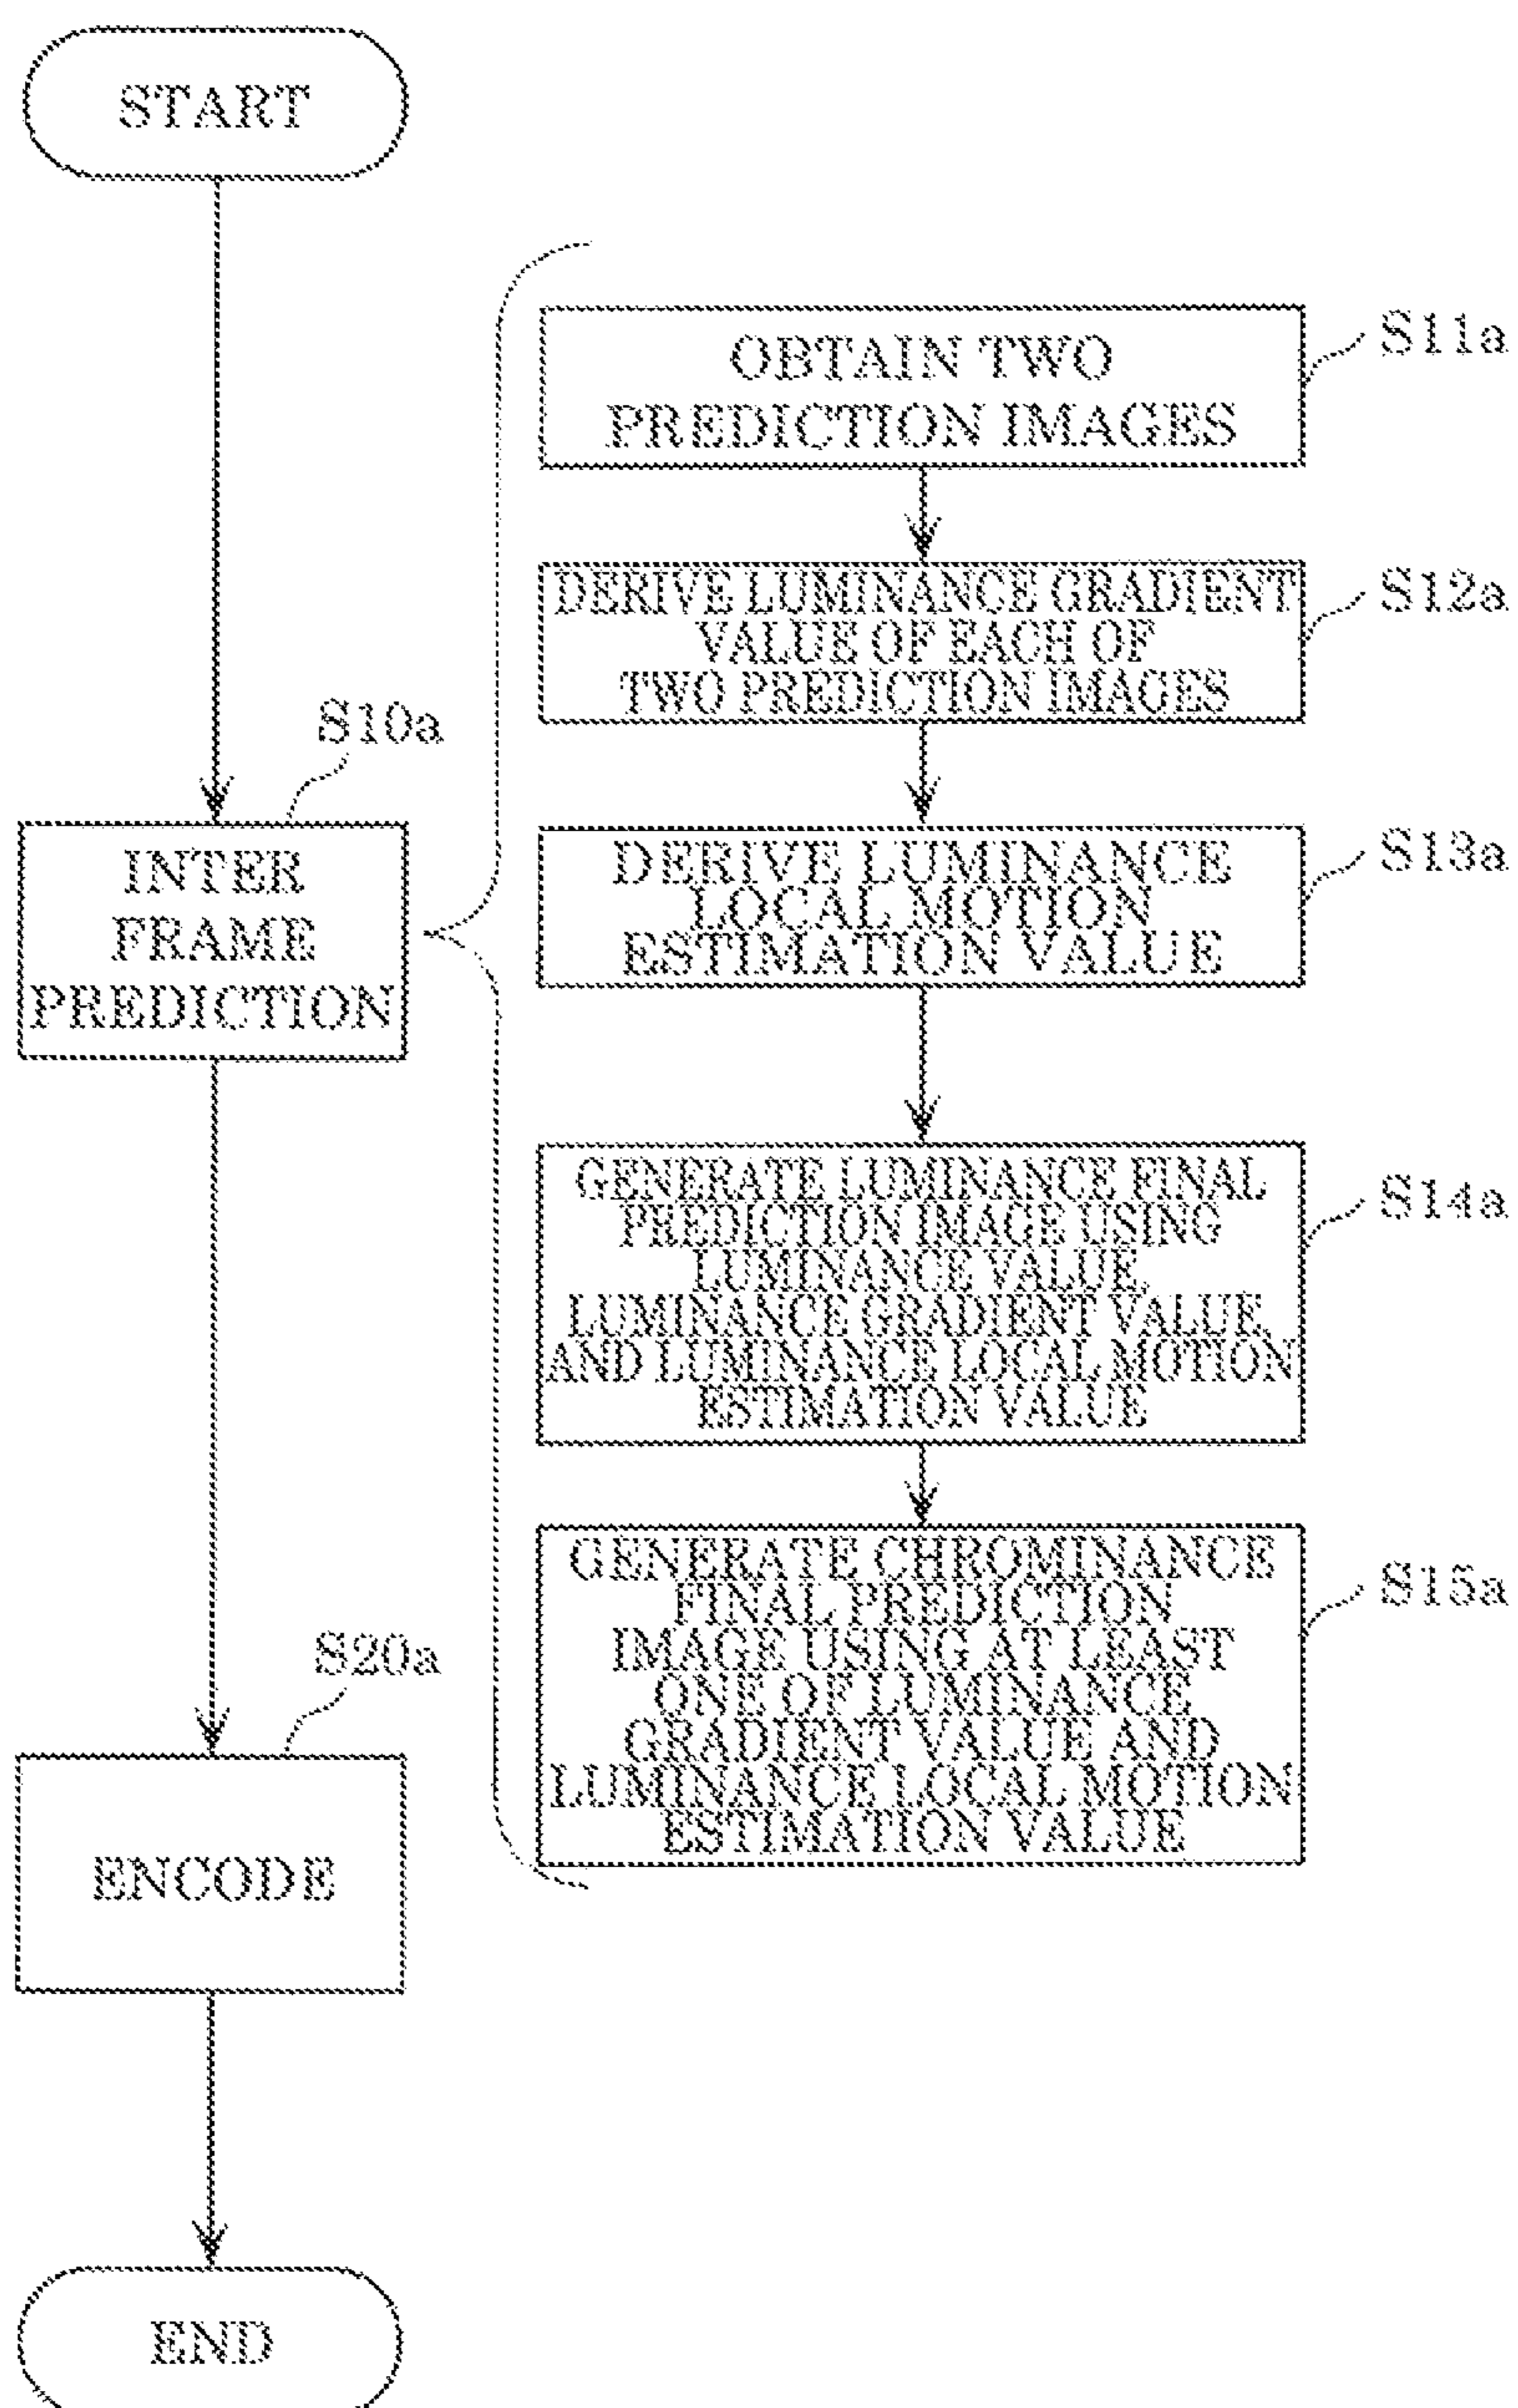 START
S10a
INTER
FRAME
PREDICTION
S20a
ENCODE
END
OBTAIN TWO
PREDICTION IMAGES
S11a
DERIVE LUMINANCE GRADIENT
VALUE OF EACH OF
TWO PREDICTION IMAGES
S12a
DERIVE LUMINANCE
LOCAL MOTION
ESTIMATION VALUE
S13a
GENERATE LUMINANCE FINAL
PREDICTION IMAGE USING
LUMINANCE VALUE,
LUMINANCE GRADIENT VALUE,
AND LUMINANCE LOCAL MOTION
ESTIMATION VALUE
S14a
GENERATE CHROMINANCE
FINAL PREDICTION
IMAGE USING AT LEAST
ONE OF LUMINANCE
GRADIENT VALUE AND
LUMINANCE LOCAL MOTION
ESTIMATION VALUE
S15a